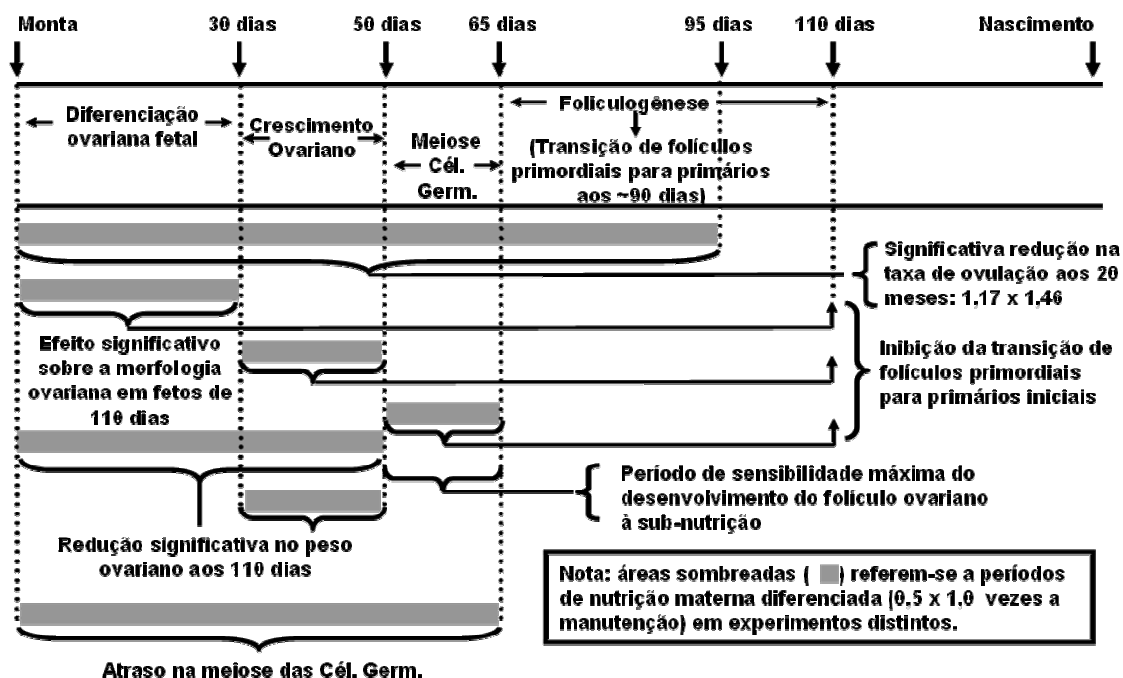 Monta 30 dias 50 dias 65 dias 95 dias 110 dias Nascimento
Diferenciação
ovariana fetal
Crescimento
Ovariano
Meiose
Cél.
Germ.
Foliculogênese
(Transição de folículos
primordiais para primários
aos ~90 dias)
Significativa redução na
taxa de ovulação aos 20
meses: 1,17 x 1,46
Efeito significativo
sobre a morfologia
ovariana em fetos de
110 dias
Inibição da transição de
folículos primordiais
para primários iniciais
Período de sensibilidade máxima do
desenvolvimento do folículo ovariano
à sub-nutrição
Redução significativa no peso
ovariano aos 110 dias
Nota: áreas sombreadas ( ) referem-se a períodos
de nutrição materna diferenciada (0,5 x 1,0 vezes a
manutenção) em experimentos distintos.
Atraso na meiose das Cél. Germ.